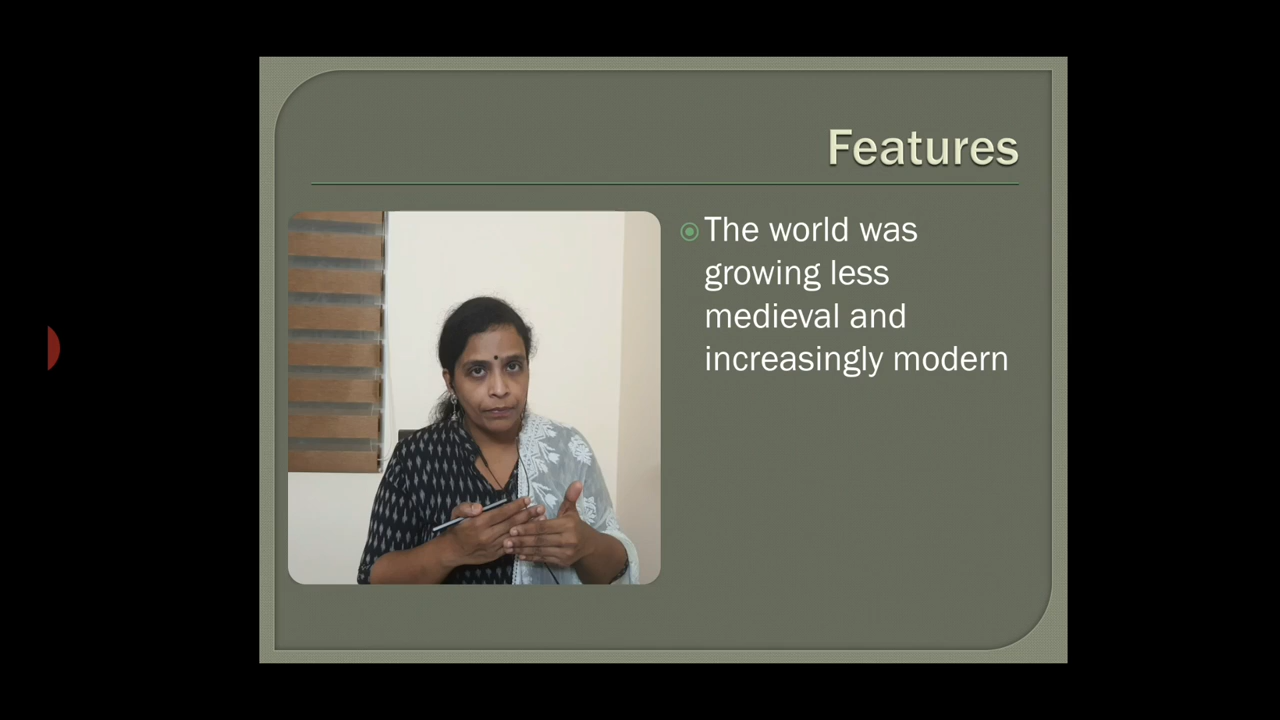 Features
The world was
growing less
medieval and
increasingly modern